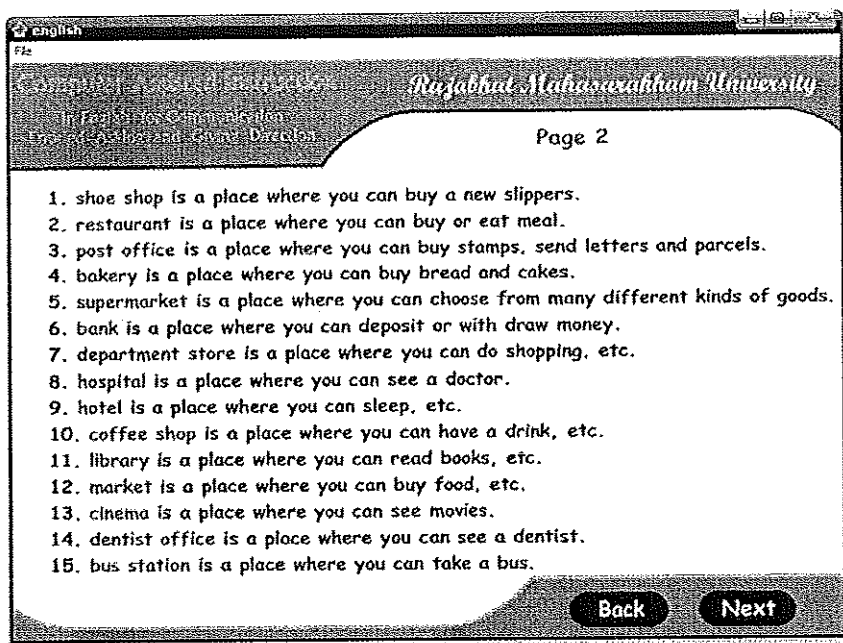 english
File
Rajabhat Mahasarakham University
Page 2
1. shoe shop is a place where you can buy a new slippers.
2. restaurant is a place where you can buy or eat meal.
3. post office is a place where you can buy stamps, send letters and parcels.
4. bakery is a place where you can buy bread and cakes.
5. supermarket is a place where you can choose from many different kinds of goods.
6. bank is a place where you can deposit or with draw money.
7. department store is a place where you can do shopping, etc.
8. hospital is a place where you can see a doctor.
9. hotel is a place where you can sleep, etc.
10. coffee shop is a place where you can have a drink, etc.
11. library is a place where you can read books, etc.
12. market is a place where you can buy food, etc.
13. cinema is a place where you can see movies.
14. dentist office is a place where you can see a dentist.
15. bus station is a place where you can take a bus.
Back Next